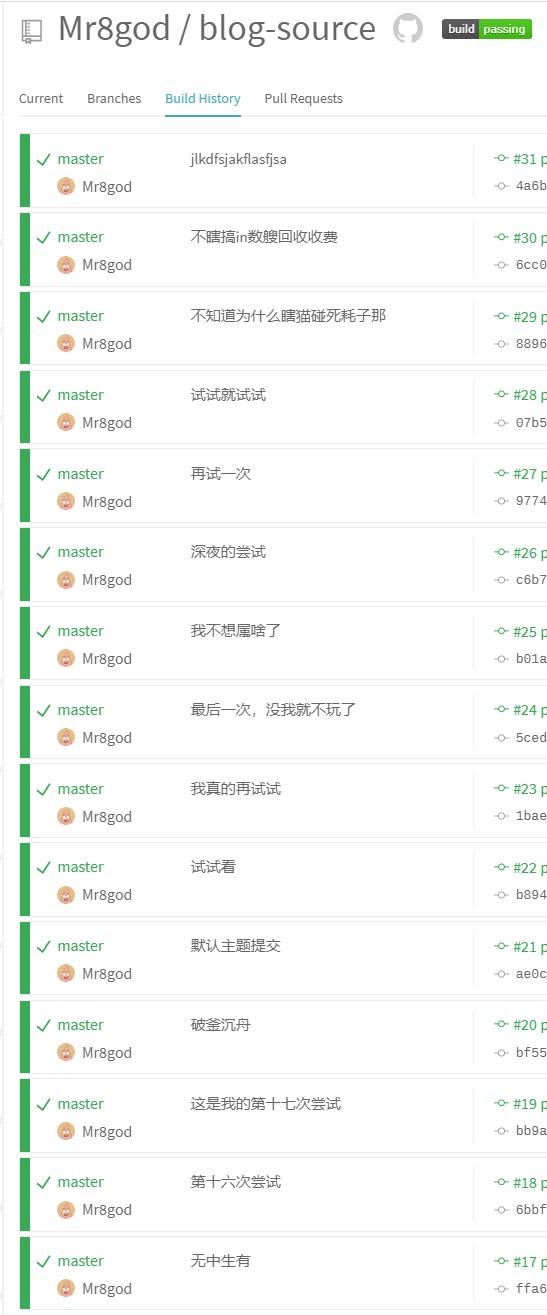 Mr8god / blog-source build passing
Current Branches Build History Pull Requests
master jlkdfsjakflasfjsa #31 p
Mr8god 4a6b
master 不瞎搞in数艘回收收费 #30 p
Mr8god 6cc0
master 不知道为什么瞎猫碰死耗子那 #29 p
Mr8god 8896
master 试试就试试 #28 p
Mr8god 07b5
master 再试一次 #27 p
Mr8god 9774
master 深夜的尝试 #26 p
Mr8god c6b7
master 我不想属啥了 #25 p
Mr8god b01a
master 最后一次，没我就不玩了 #24 p
Mr8god 5ced
master 我真的再试试 #23 p
Mr8god 1bae
master 试试看 #22 p
Mr8god b894
master 默认主题提交 #21 p
Mr8god ae0c
master 破釜沉舟 #20 p
Mr8god bf55
master 这是我的第十七次尝试 #19 p
Mr8god bb9a
master 第十六次尝试 #18 p
Mr8god 6bbf
master 无中生有 #17 p
Mr8god ffa6